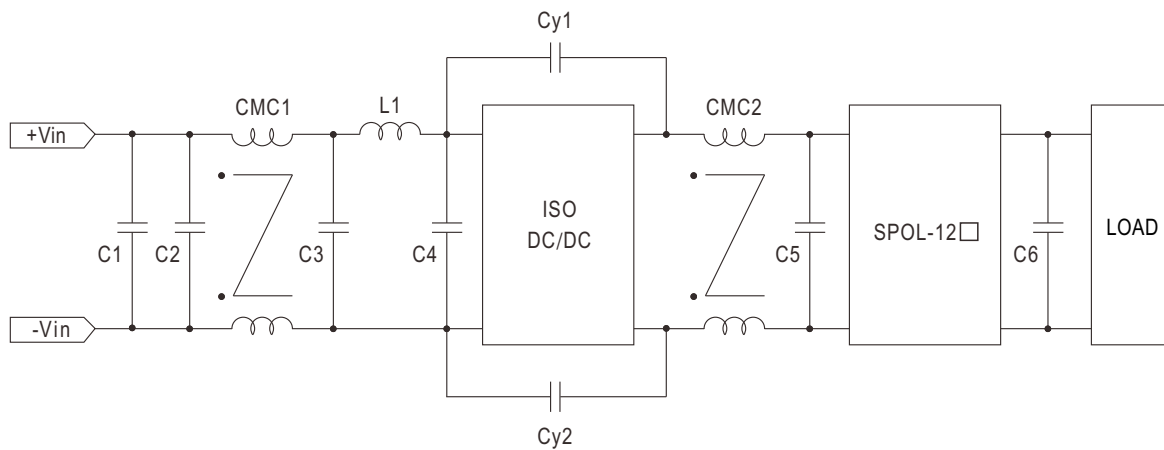 Cy1
CMC1
L1
CMC2
+Vin
C1
C2
C3
C4
ISO
DC/DC
C5
SPOL-12□
C6
LOAD
-Vin
Cy2